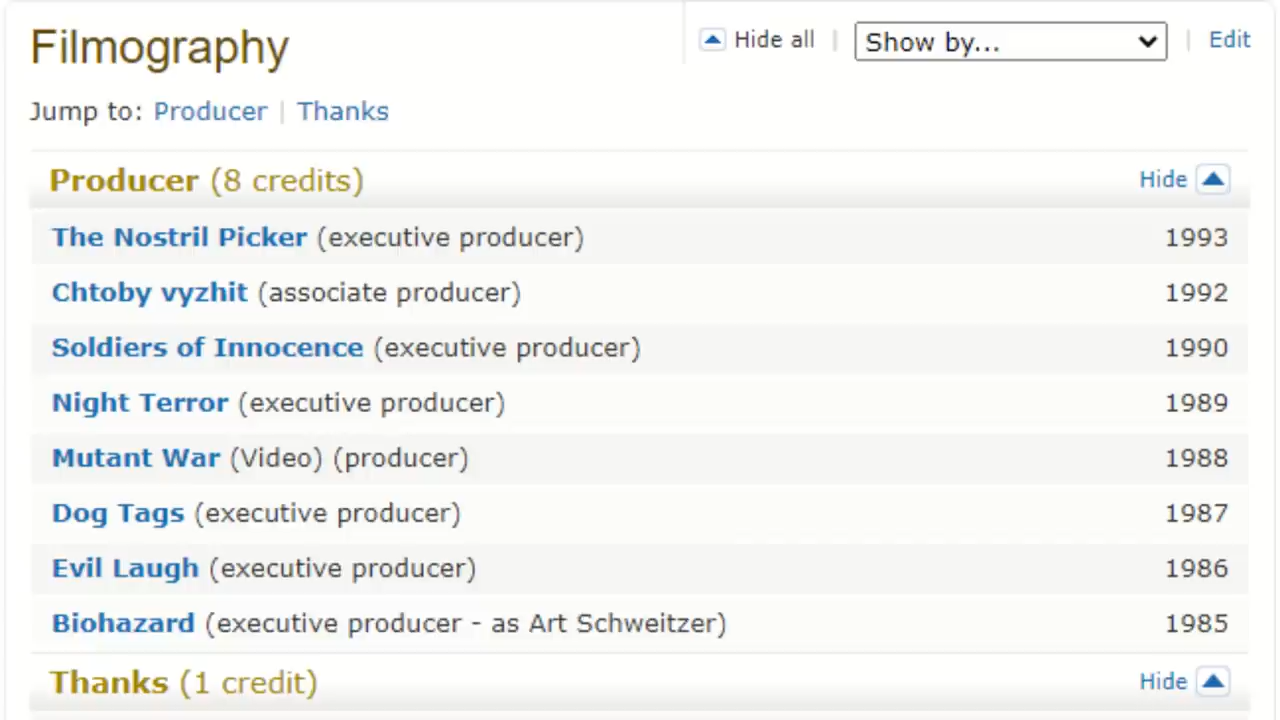 Filmography
Hide all | Show by... | Edit
Jump to: Producer | Thanks
Producer (8 credits) Hide
The Nostril Picker (executive producer) 1993
Chtoby vyzhit (associate producer) 1992
Soldiers of Innocence (executive producer) 1990
Night Terror (executive producer) 1989
Mutant War (Video) (producer) 1988
Dog Tags (executive producer) 1987
Evil Laugh (executive producer) 1986
Biohazard (executive producer - as Art Schweitzer) 1985
Thanks (1 credit) Hide